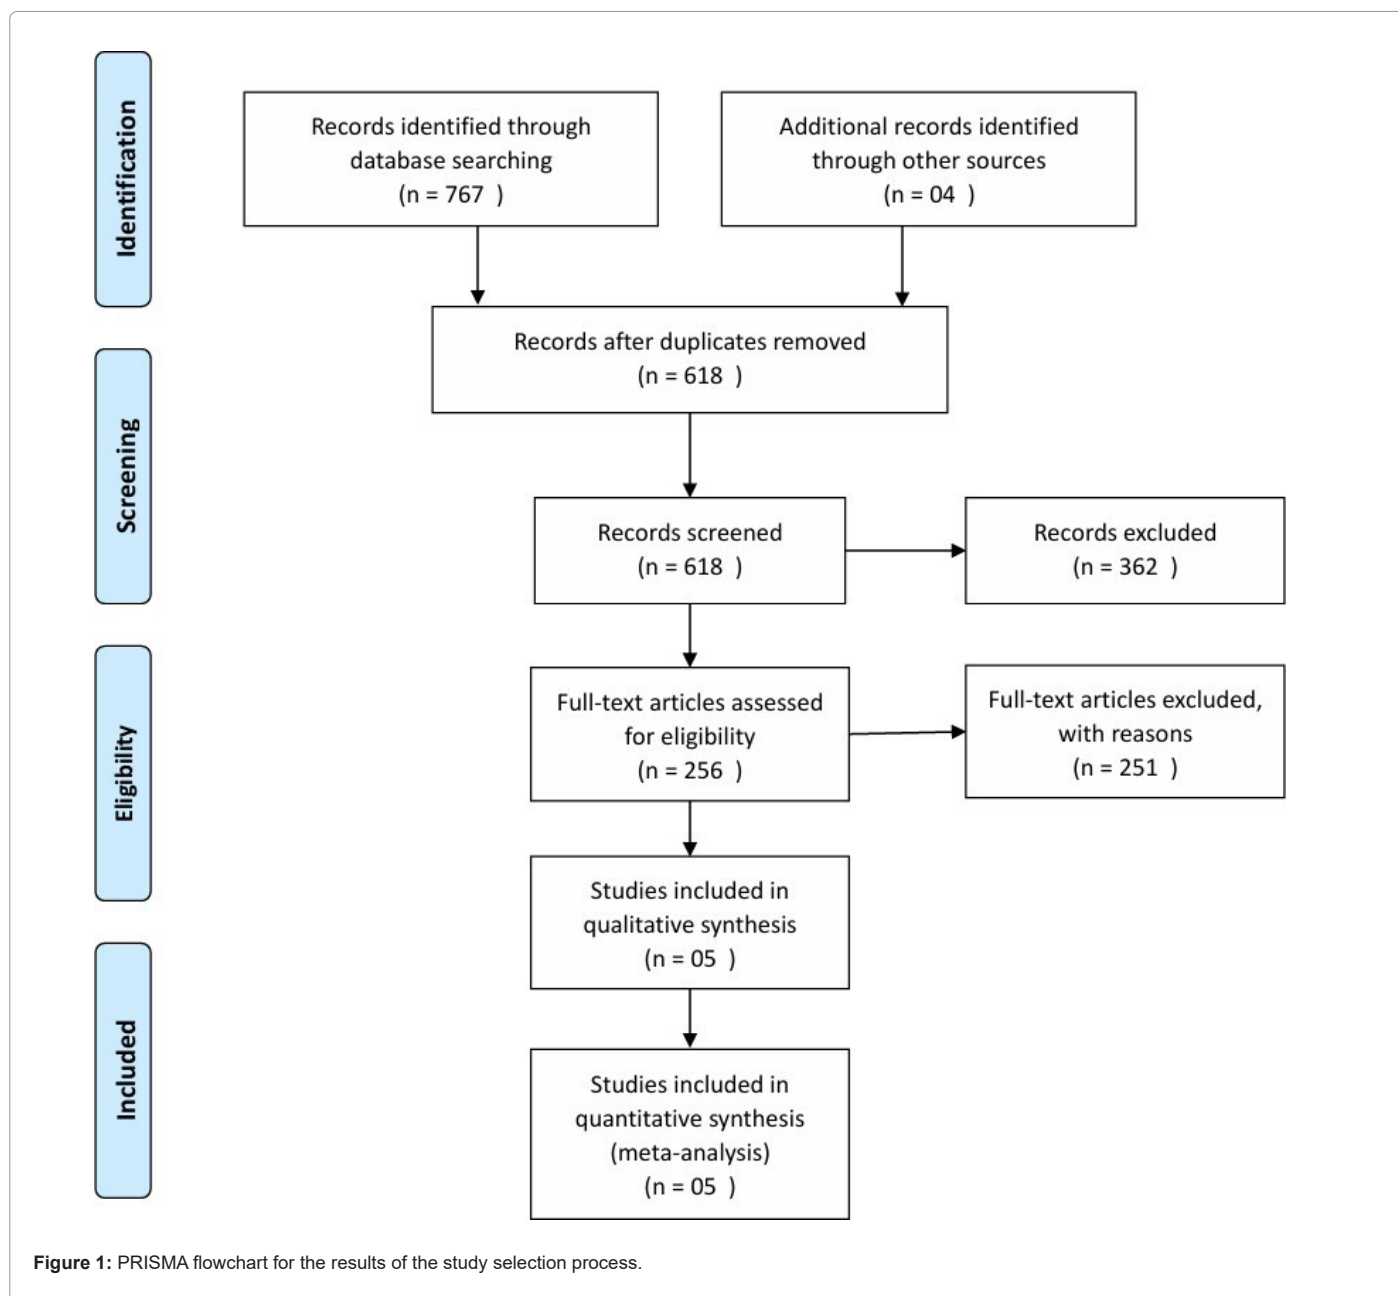 Identification
Records identified through
database searching
(n = 767  )
Additional records identified
through other sources
(n = 04  )
Records after duplicates removed
(n = 618  )
Screening
Records screened
(n = 618  )
Records excluded
(n = 362  )
Eligibility
Full-text articles assessed
for eligibility
(n = 256  )
Full-text articles excluded,
with reasons
(n = 251  )
Studies included in
qualitative synthesis
(n = 05  )
Included
Studies included in
quantitative synthesis
(meta-analysis)
(n = 05  )
Figure 1: PRISMA flowchart for the results of the study selection process.